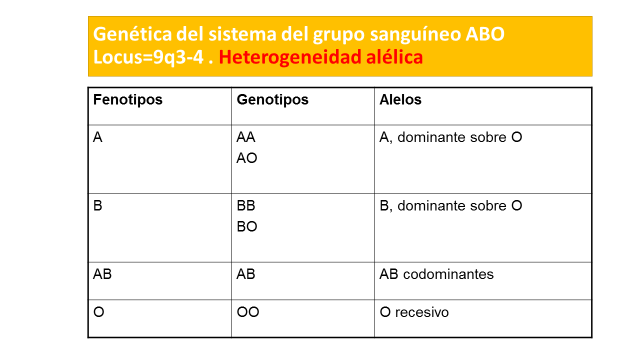 Genética del sistema del grupo sanguíneo ABO
Locus=9q3-4 . Heterogeneidad alélica
Fenotipos Genotipos Alelos
A AA A, dominante sobre O
AO
B BB B, dominante sobre O
BO
AB AB AB codominantes
O OO O recesivo